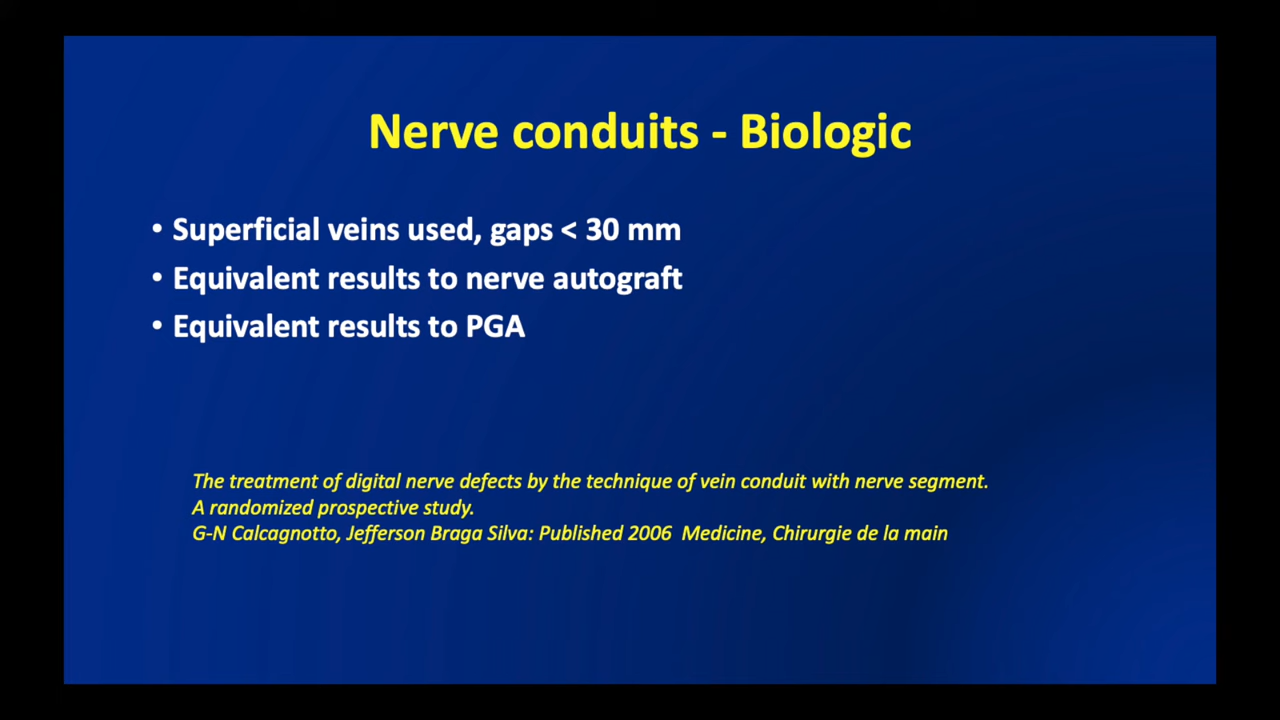 Nerve conduits - Biologic
• Superficial veins used, gaps < 30 mm
• Equivalent results to nerve autograft
• Equivalent results to PGA
The treatment of digital nerve defects by the technique of vein conduit with nerve segment.
A randomized prospective study.
G-N Calcagnotto, Jefferson Braga Silva: Published 2006 Medicine, Chirurgie de la main